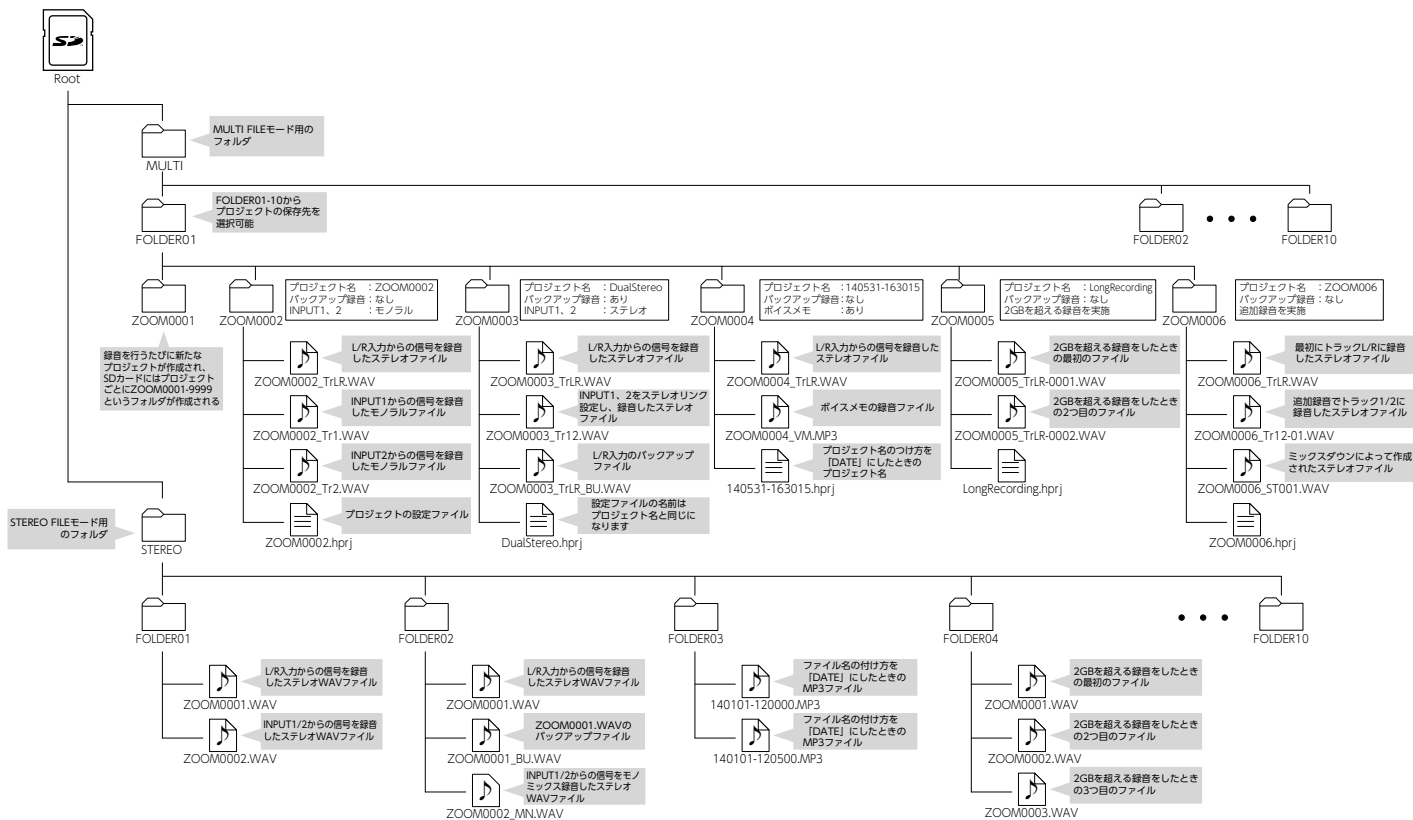 SD
Root
MULTI FILEモード用の
フォルダ
MULTI
FOLDER01-10から
プロジェクトの保存先を
選択可能
FOLDER01
FOLDER02
• • •
FOLDER10
ZOOM0001
録音を行うたびに新たな
プロジェクトが作成され、
SDカードにはプロジェクト
ごとにZOOM0001-9999
というフォルダが作成される
ZOOM0002
プロジェクト名 :ZOOM0002
バックアップ録音:なし
INPUT1、2 :モノラル
L/R入力からの信号を録音
したステレオファイル
ZOOM0002_TrLR.WAV
INPUT1からの信号を録音
したモノラルファイル
ZOOM0002_Tr1.WAV
INPUT2からの信号を録音
したモノラルファイル
ZOOM0002_Tr2.WAV
プロジェクトの設定ファイル
ZOOM0002.hprj
ZOOM0003
プロジェクト名 :DualStereo
バックアップ録音:あり
INPUT1、2 :ステレオ
L/R入力からの信号を録音
したステレオファイル
ZOOM0003_TrLR.WAV
INPUT1、2をステレオリンク
設定し、録音したステレオ
ファイル
ZOOM0003_Tr12.WAV
L/R入力のバックアップ
ファイル
ZOOM0003_TrLR_BU.WAV
設定ファイルの名前は
プロジェクト名と同じに
なります
DualStereo.hprj
ZOOM0004
プロジェクト名 :140531-163015
バックアップ録音:なし
ボイスメモ :あり
L/R入力からの信号を録音した
ステレオファイル
ZOOM0004_TrLR.WAV
ボイスメモの録音ファイル
ZOOM0004_VM.MP3
プロジェクト名のつけ方を
「DATE」にしたときの
プロジェクト名
140531-163015.hprj
ZOOM0005
プロジェクト名 :LongRecording
バックアップ録音:なし
2GBを超える録音を実施
2GBを超える録音をしたとき
の最初のファイル
ZOOM0005_TrLR-0001.WAV
2GBを超える録音をしたとき
の2つ目のファイル
ZOOM0005_TrLR-0002.WAV
LongRecording.hprj
ZOOM0006
プロジェクト名 :ZOOM006
バックアップ録音:なし
追加録音を実施
最初にトラックL/Rに録音
したステレオファイル
ZOOM0006_TrLR.WAV
追加録音でトラック1/2に
録音したステレオファイル
ZOOM0006_Tr12-01.WAV
ミックスダウンによって作成
されたステレオファイル
ZOOM0006_ST001.WAV
ZOOM0006.hprj
STEREO FILEモード用
のフォルダ
STEREO
FOLDER01
L/R入力からの信号を録音
したステレオWAVファイル
ZOOM0001.WAV
INPUT1/2からの信号を録音
したステレオWAVファイル
ZOOM0002.WAV
FOLDER02
L/R入力からの信号を録音
したステレオWAVファイル
ZOOM0001.WAV
ZOOM0001.WAVの
バックアップファイル
ZOOM0001_BU.WAV
INPUT1/2からの信号をモノ
ミックス録音したステレオ
WAVファイル
ZOOM0002_MN.WAV
FOLDER03
ファイル名の付け方を
「DATE」にしたときの
MP3ファイル
140101-120000.MP3
ファイル名の付け方を
「DATE」にしたときの
MP3ファイル
140101-120500.MP3
FOLDER04
2GBを超える録音をしたとき
の最初のファイル
ZOOM0001.WAV
2GBを超える録音をしたとき
の2つ目のファイル
ZOOM0002.WAV
2GBを超える録音をしたとき
の3つ目のファイル
ZOOM0003.WAV
• • •
FOLDER10